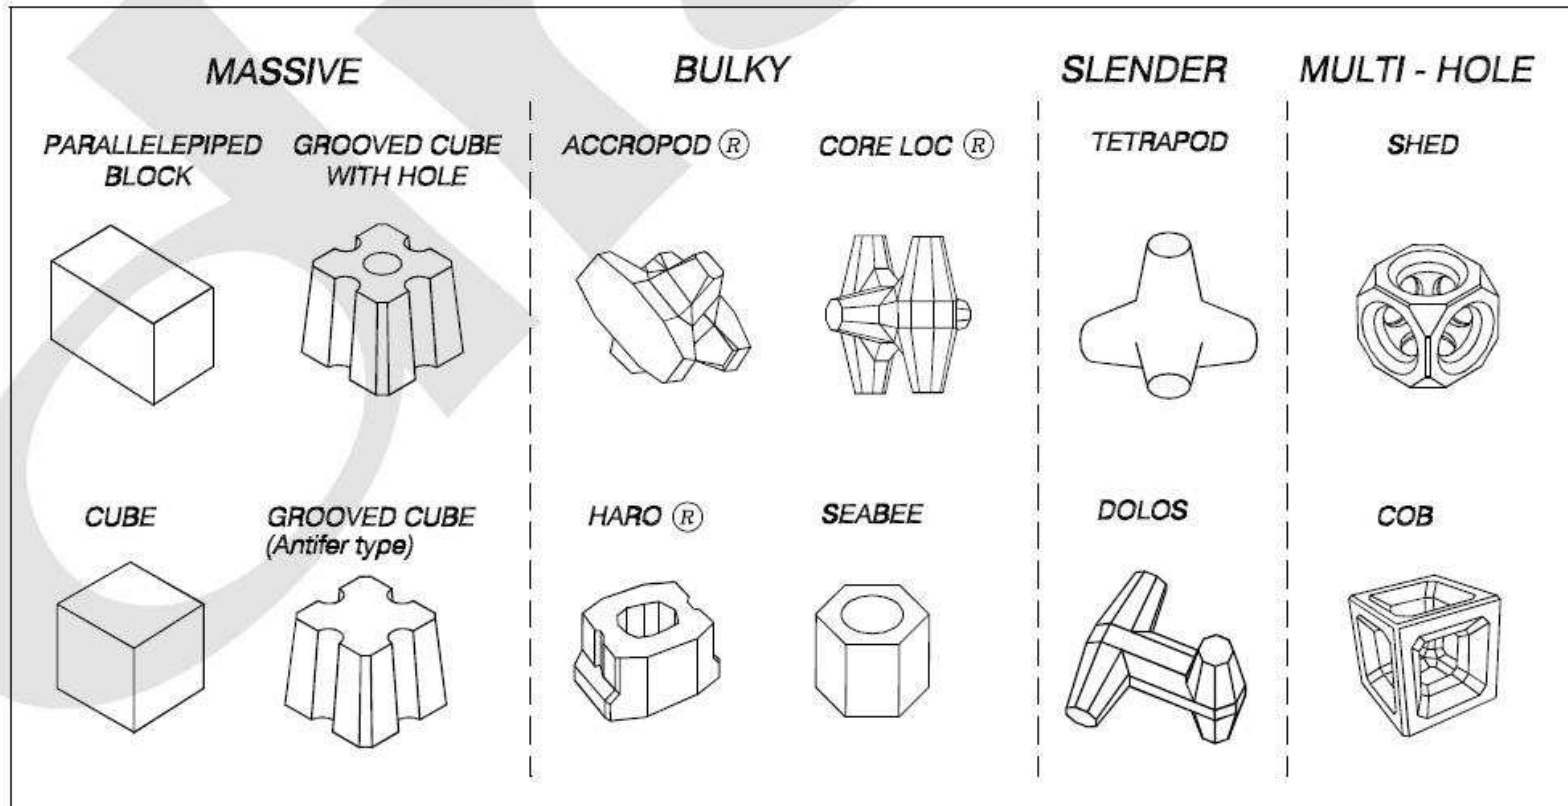 MASSIVE
BULKY
SLENDER
MULTI - HOLE
PARALLELEPIPED
BLOCK
GROOVED CUBE
WITH HOLE
ACCROPOD ®
CORE LOC ®
TETRAPOD
SHED
CUBE
GROOVED CUBE
(Antifer type)
HARO ®
SEABEE
DOLOS
COB